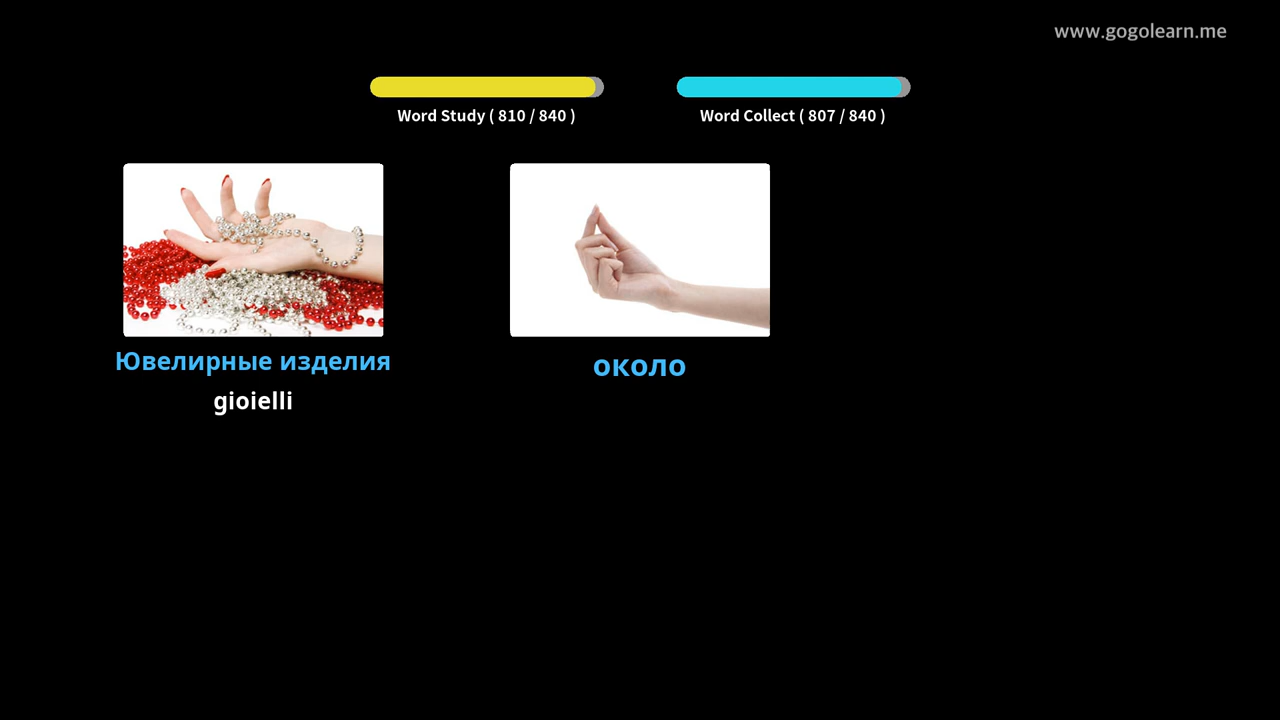 www.gogolearn.me
Word Study ( 810 / 840 )
Word Collect ( 807 / 840 )
Ювелирные изделия
gioielli
около